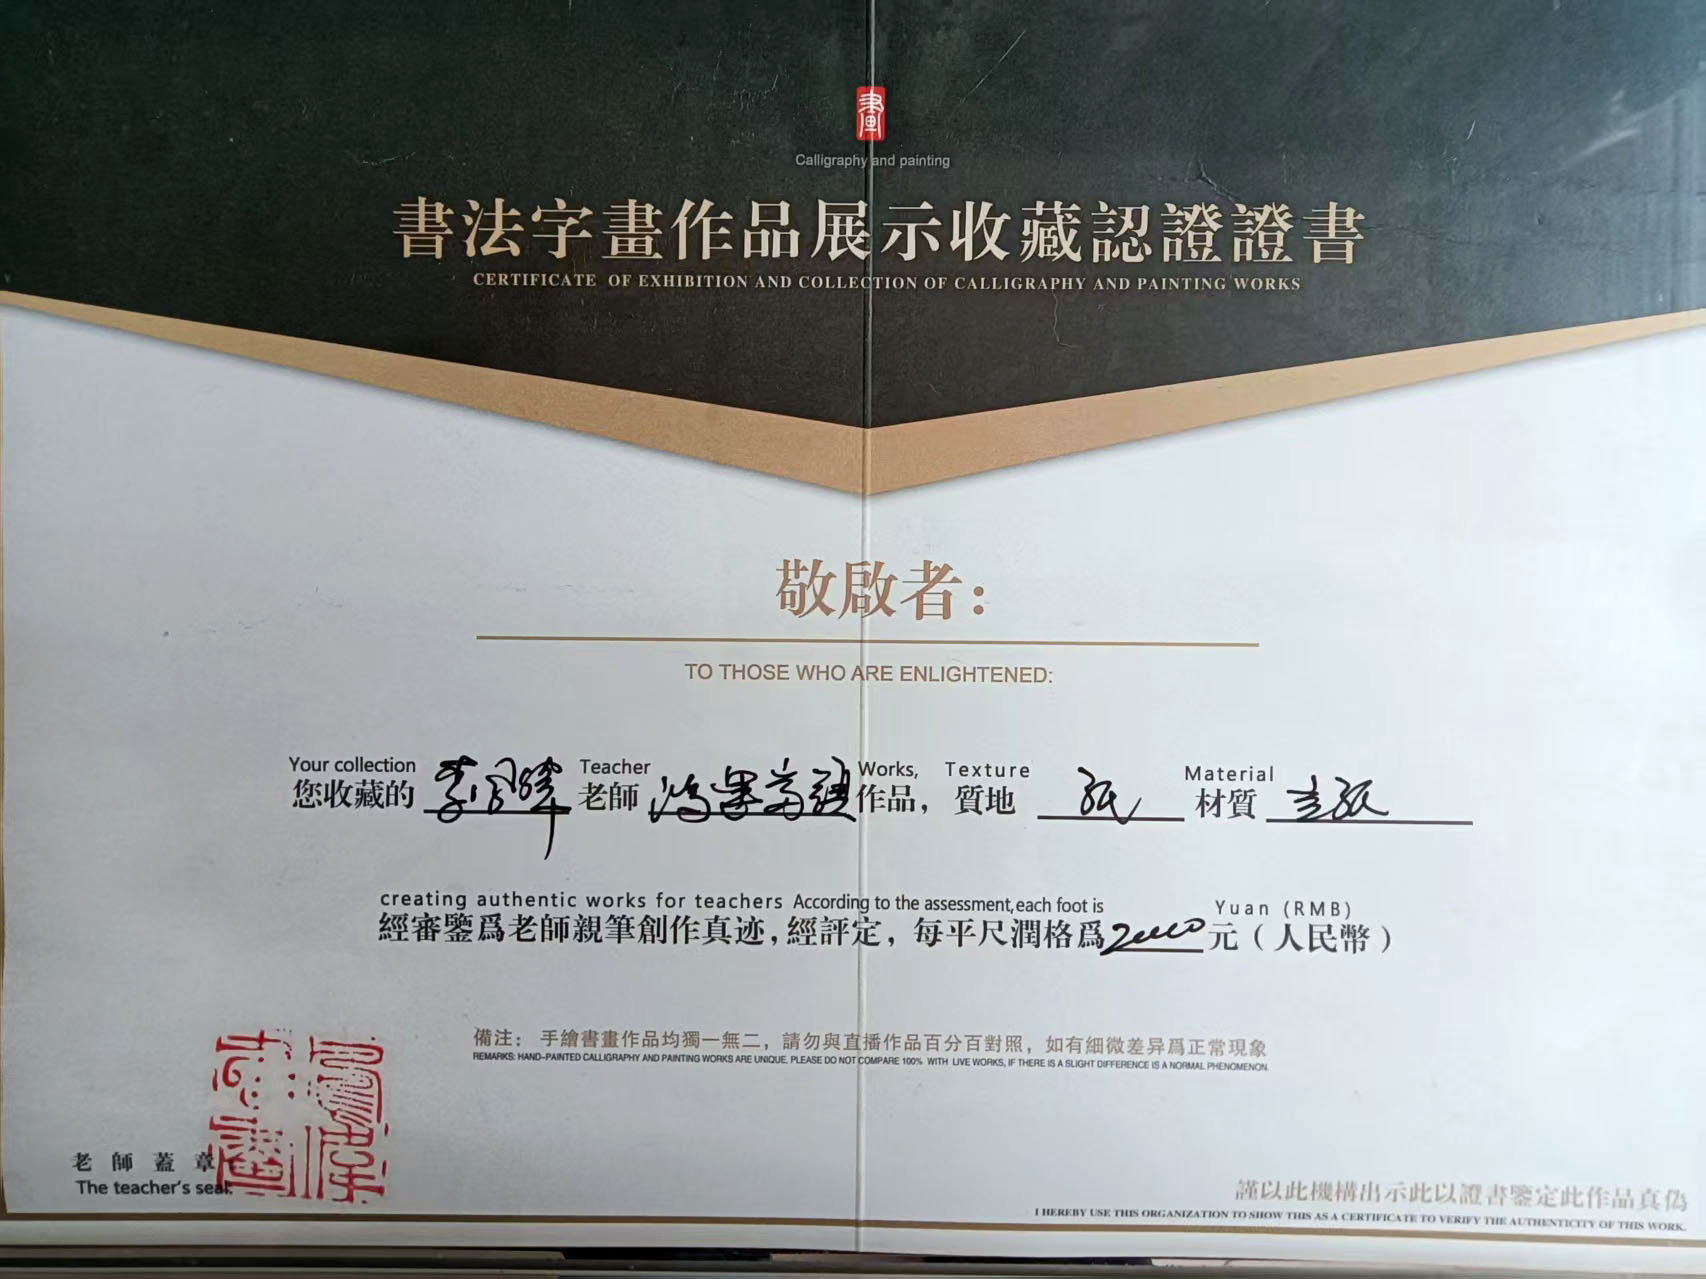 書畫
Calligraphy and painting
書法字畫作品展示收藏認證證書
CERTIFICATE OF EXHIBITION AND COLLECTION OF CALLIGRAPHY AND PAINTING WORKS
敬啟者：
TO THOSE WHO ARE ENLIGHTENED:
Your collection Teacher Works, Texture Material
您收藏的 老師 作品，質地 紙 材質
creating authentic works for teachers According to the assessment,each foot is Yuan (RMB)
經審鑒爲老師親筆創作真迹，經評定，每平尺潤格爲 元（人民幣）
備注： 手繪書畫作品均獨一無二，請勿與直播作品百分百對照，如有細微差异爲正常現象
REMARKS: HAND-PAINTED CALLIGRAPHY AND PAINTING WORKS ARE UNIQUE, PLEASE DO NOT COMPARE 100% WITH LIVE WORKS, IF THERE IS A SLIGHT DIFFERENCE IS A NORMAL PHENOMENON.
老師蓋章
The teacher's seal:
謹以此機構出示此以證書鑒定此作品真偽
I HEREBY USE THIS ORGANIZATION TO SHOW THIS AS A CERTIFICATE TO VERIFY THE AUTHENTICITY OF THIS WORK.